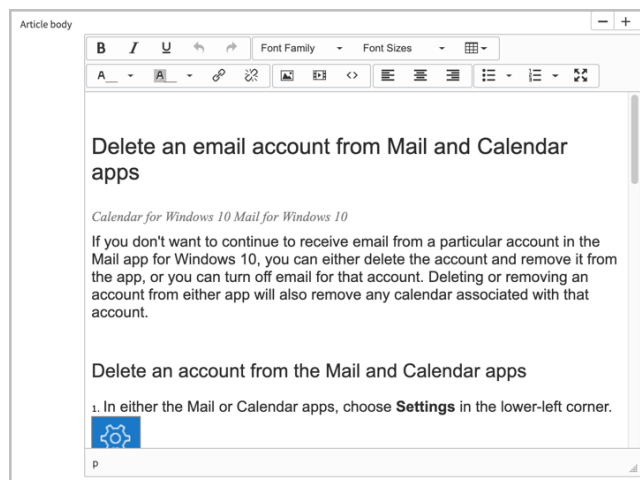 Article body
B I U Font Family Font Sizes
A A
Delete an email account from Mail and Calendar
apps
Calendar for Windows 10 Mail for Windows 10
If you don't want to continue to receive email from a particular account in the
Mail app for Windows 10, you can either delete the account and remove it from
the app, or you can turn off email for that account. Deleting or removing an
account from either app will also remove any calendar associated with that
account.
Delete an account from the Mail and Calendar apps
1. In either the Mail or Calendar apps, choose Settings in the lower-left corner.
p